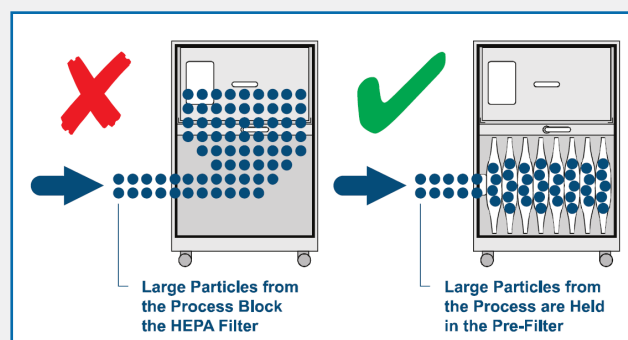 Large Particles from
the Process Block
the HEPA Filter
Large Particles from
the Process are Held
in the Pre-Filter